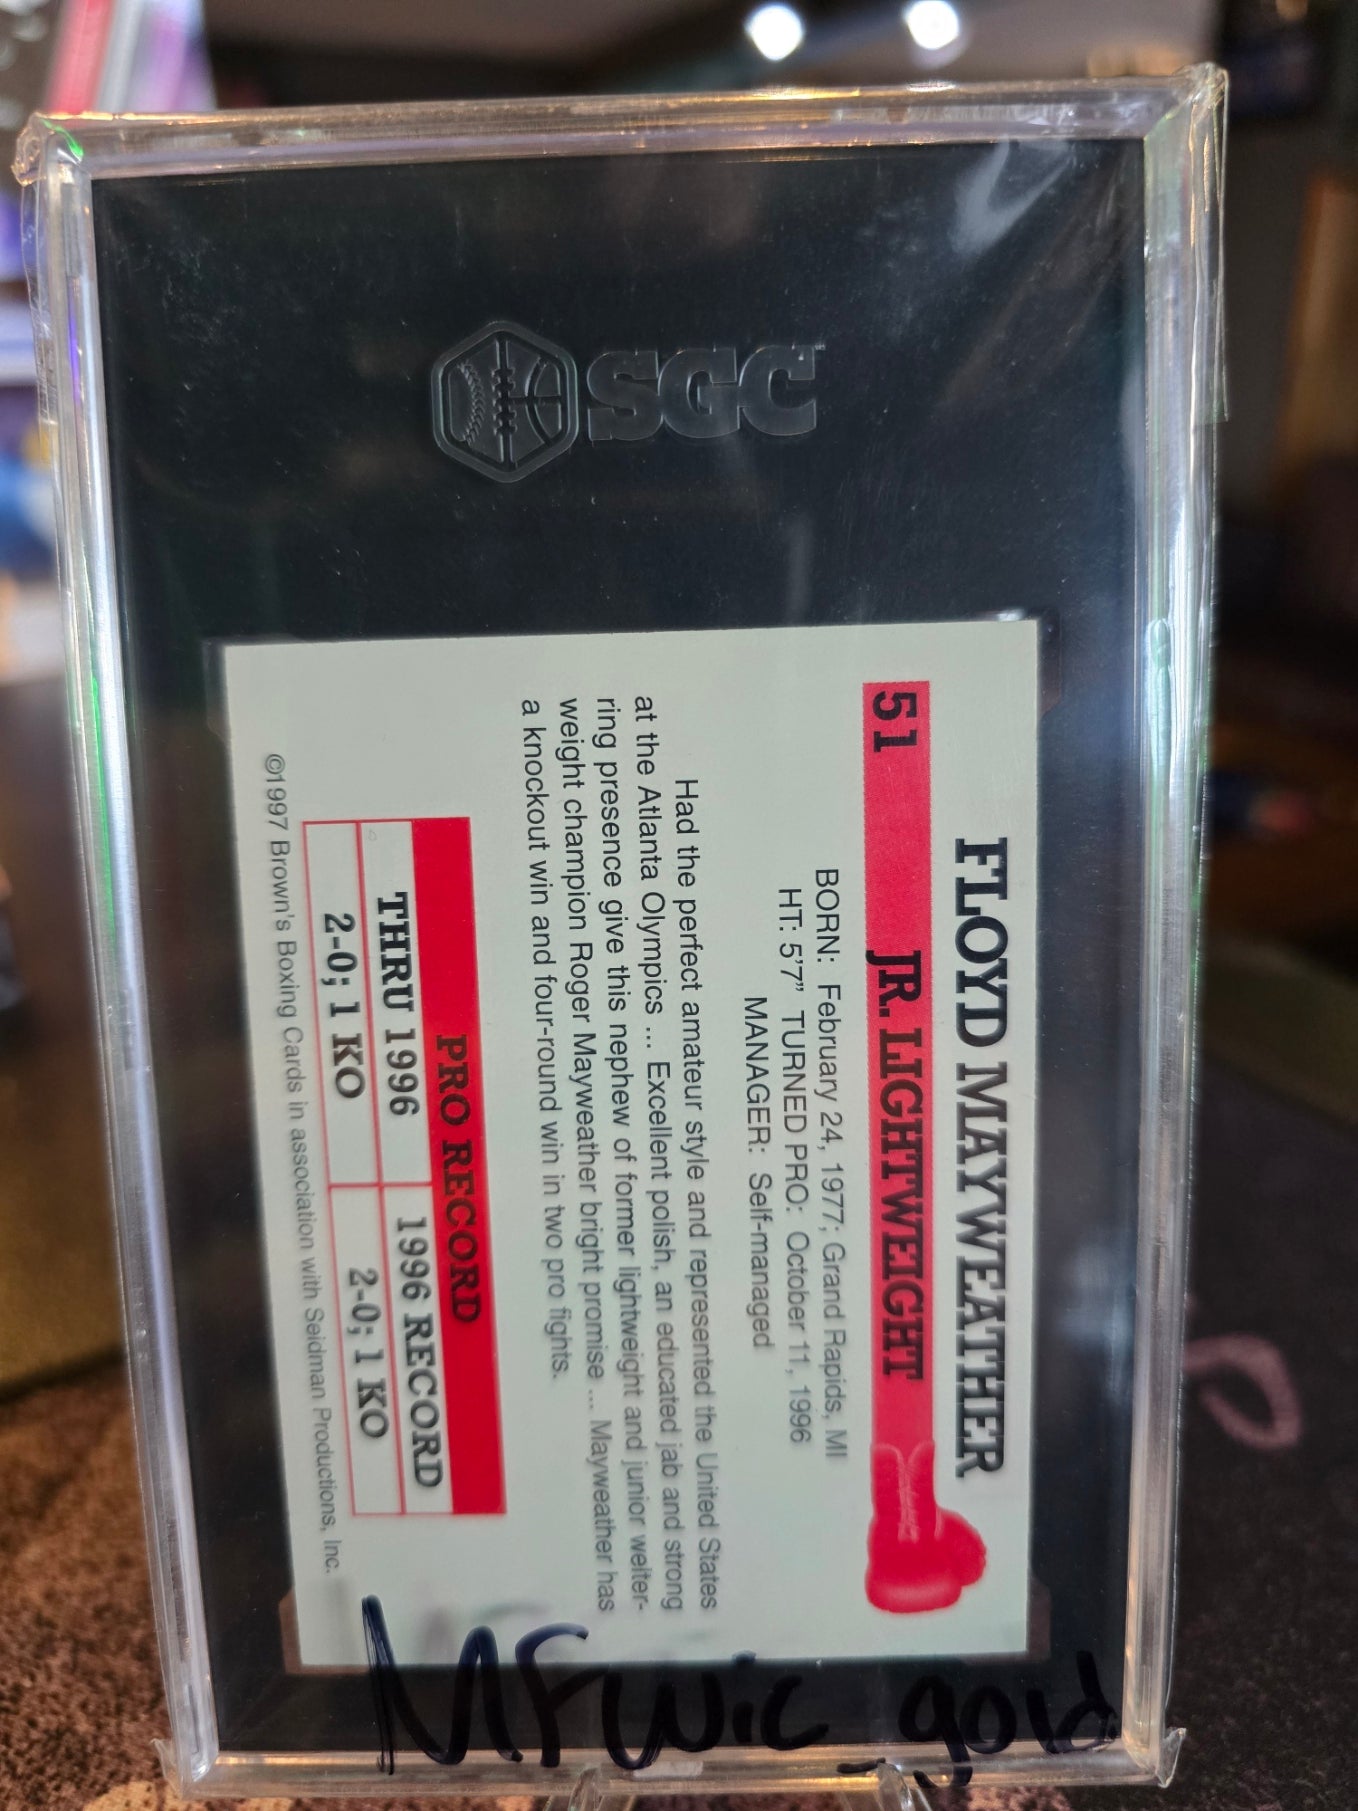 SGC
FLOYD MAYWEATHER
51 JR. LIGHTWEIGHT
BORN: February 24, 1977; Grand Rapids, MI
HT: 5'7" TURNED PRO: October 11, 1996
MANAGER: Self-managed
Had the perfect amateur style and represented the United States
at the Atlanta Olympics ... Excellent polish, an educated jab and strong
ring presence give this nephew of former lightweight and junior welter-
weight champion Roger Mayweather bright promise ... Mayweather has
a knockout win and four-round win in two pro fights.
PRO RECORD
THRU 1996 1996 RECORD
2-0; 1 KO 2-0; 1 KO
©1997 Brown's Boxing Cards in association with Seidman Productions, Inc.
MFwic_gold